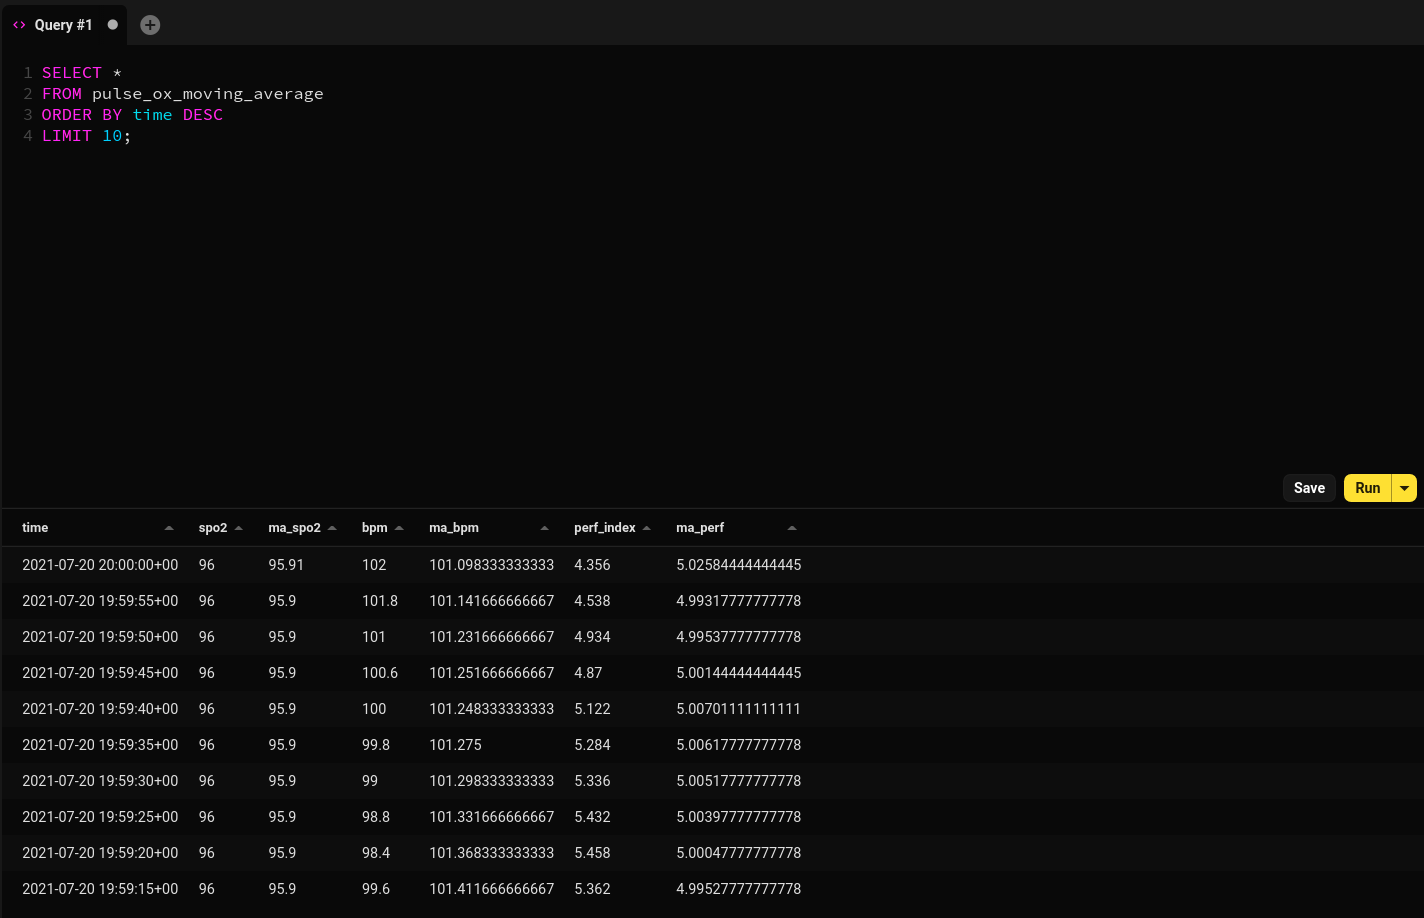 <> Query #1
1 SELECT *
2 FROM pulse_ox_moving_average
3 ORDER BY time DESC
4 LIMIT 10;
Save Run
time spo2 ma_spo2 bpm ma_bpm perf_index ma_perf
2021-07-20 20:00:00+00 96 95.91 102 101.098333333333 4.356 5.02584444444445
2021-07-20 19:59:55+00 96 95.9 101.8 101.141666666667 4.538 4.99317777777778
2021-07-20 19:59:50+00 96 95.9 101 101.231666666667 4.934 4.99537777777778
2021-07-20 19:59:45+00 96 95.9 100.6 101.251666666667 4.87 5.00144444444445
2021-07-20 19:59:40+00 96 95.9 100 101.248333333333 5.122 5.00701111111111
2021-07-20 19:59:35+00 96 95.9 99.8 101.275 5.284 5.00617777777778
2021-07-20 19:59:30+00 96 95.9 99 101.298333333333 5.336 5.00517777777778
2021-07-20 19:59:25+00 96 95.9 98.8 101.331666666667 5.432 5.00397777777778
2021-07-20 19:59:20+00 96 95.9 98.4 101.368333333333 5.458 5.00047777777778
2021-07-20 19:59:15+00 96 95.9 99.6 101.411666666667 5.362 4.99527777777778